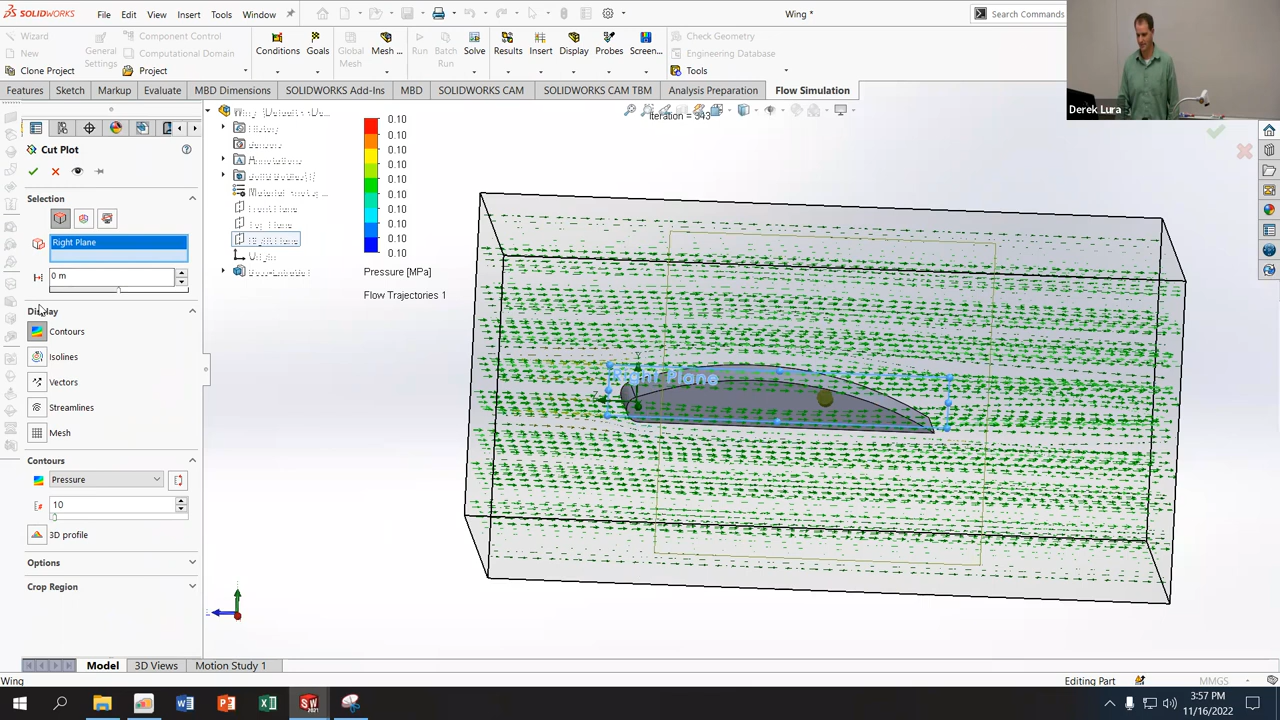 SOLIDWORKS
File
Edit
View
Insert
Tools
Window
Wing *
Search Commands
Wizard
New
Clone Project
General
Settings
Component Control
Computational Domain
Project
Conditions
Goals
Global
Mesh
Mesh ...
Run
Batch
Run
Solve
Results
Insert
Display
Probes
Screen...
Check Geometry
Engineering Database
Tools
Derek Lura
Features
Sketch
Markup
Evaluate
MBD Dimensions
SOLIDWORKS Add-Ins
MBD
SOLIDWORKS CAM
SOLIDWORKS CAM TBM
Analysis Preparation
Flow Simulation
Iteration = 343
Cut Plot
Selection
Right Plane
0 m
Display
Contours
Isolines
Vectors
Streamlines
Mesh
Contours
Pressure
10
3D profile
Options
Crop Region
0.10
0.10
0.10
0.10
0.10
0.10
0.10
0.10
0.10
0.10
Pressure [MPa]
Flow Trajectories 1
Right Plane
Model
3D Views
Motion Study 1
Wing
Editing Part
MMGS
3:57 PM
11/16/2022